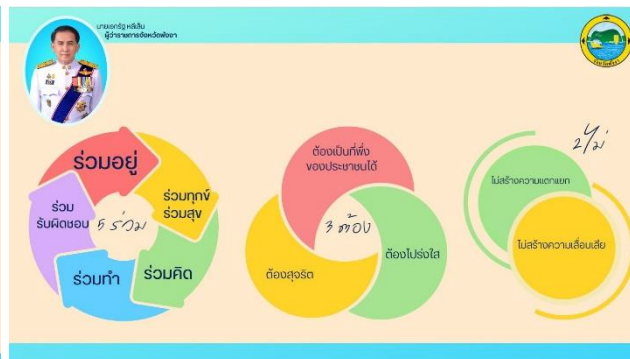 นายเอกรัฐ หลีเส็น
ผู้ว่าราชการจังหวัดพังงา
ร่วมอยู่
ร่วมทุกข์
ร่วมสุข
ร่วมคิด
ร่วมทำ
ร่วม
รับผิดชอบ
5 ร่วม
ต้องเป็นที่พึ่ง
ของประชาชนได้
ต้องโปร่งใส
ต้องสุจริต
3 ต้อง
2 ไม่
ไม่สร้างความแตกแยก
ไม่สร้างความเสื่อมเสีย